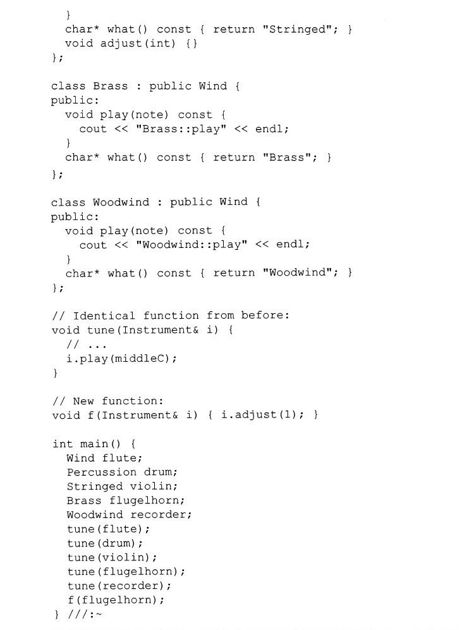 }
char* what() const { return "Stringed"; }
void adjust(int) {}
};
class Brass : public Wind {
public:
void play(note) const {
cout << "Brass::play" << endl;
}
char* what() const { return "Brass"; }
};
class Woodwind : public Wind {
public:
void play(note) const {
cout << "Woodwind::play" << endl;
}
char* what() const { return "Woodwind"; }
};
// Identical function from before:
void tune(Instrument& i) {
// ...
i.play(middleC);
}
// New function:
void f(Instrument& i) { i.adjust(1); }
int main() {
Wind flute;
Percussion drum;
Stringed violin;
Brass flugelhorn;
Woodwind recorder;
tune(flute);
tune(drum);
tune(violin);
tune(flugelhorn);
tune(recorder);
f(flugelhorn);
} ///:~